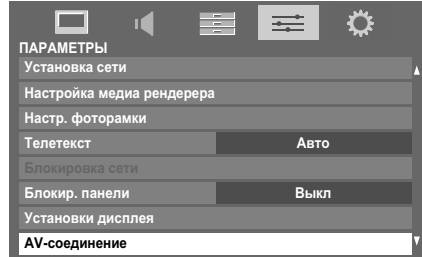 ПАРАМЕТРЫ
Установка сети
Настройка медиа рендерера
Настр. фоторамки
Телетекст Авто
Блокировка сети
Блокир. панели Выкл
Установки дисплея
AV-соединение